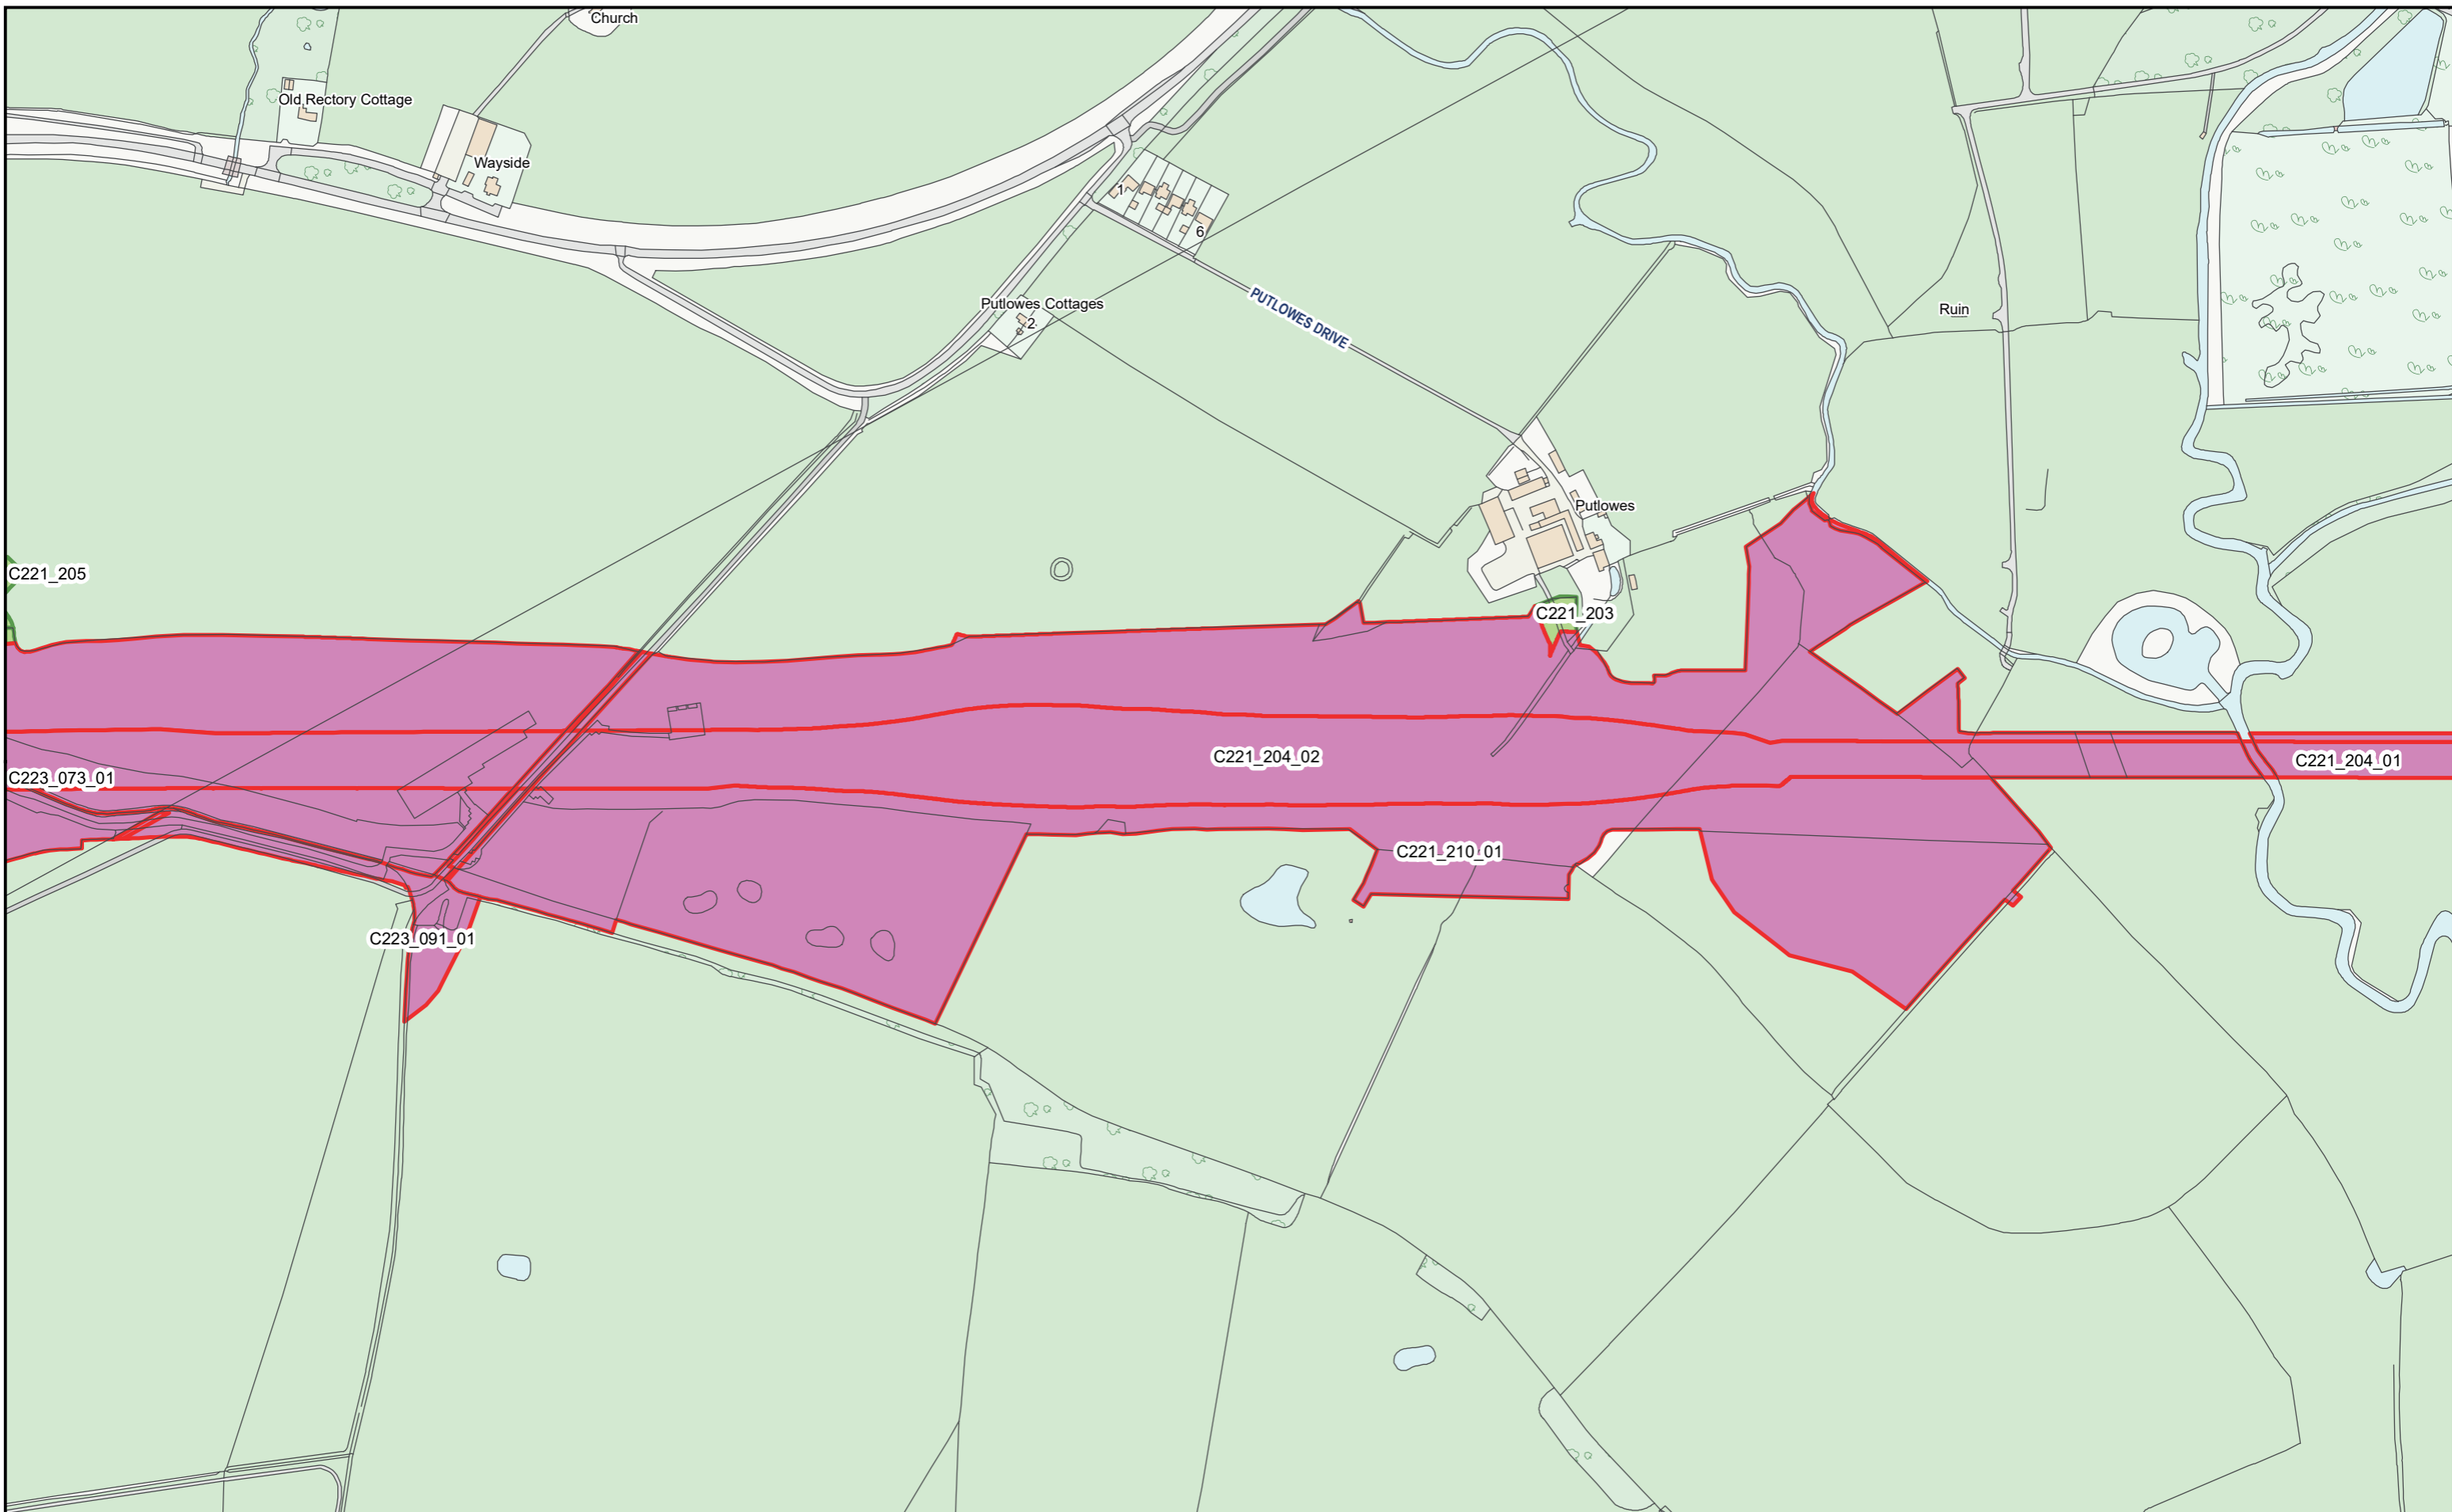 Church
Old Rectory Cottage
Wayside
1
6
Putlowes Cottages
2
PUTLOWES DRIVE
Ruin
Putlowes
C221_205
C221_203
C221_204_02
C221_204_01
C223_073_01
C221_210_01
C223_091_01